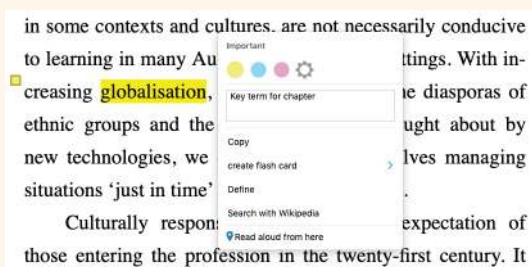 in some contexts and cultures, are not necessarily conducive
to learning in many Au ttings. With in-
creasing globalisation, e diasporas of
ethnic groups and the ught about by
new technologies, we lves managing
situations ‘just in time’ .
Culturally respon expectation of
those entering the profession in the twenty-first century. It
Important
Key term for chapter
Copy
create flash card
Define
Search with Wikipedia
Read aloud from here